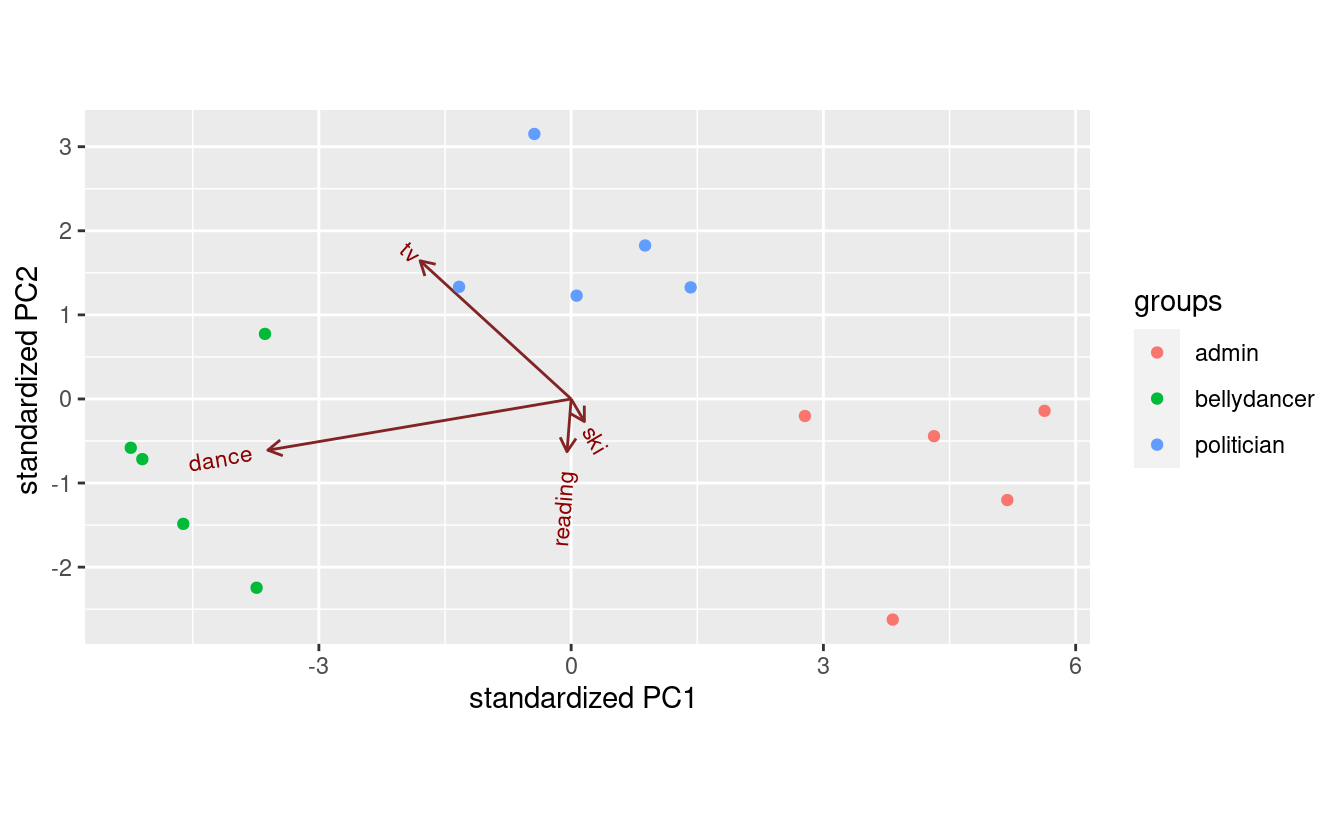 3
2
1
0
-1
-2
standardized PC2
tv
dance
ski
reading
-3
0
3
6
standardized PC1
groups
admin
bellydancer
politician